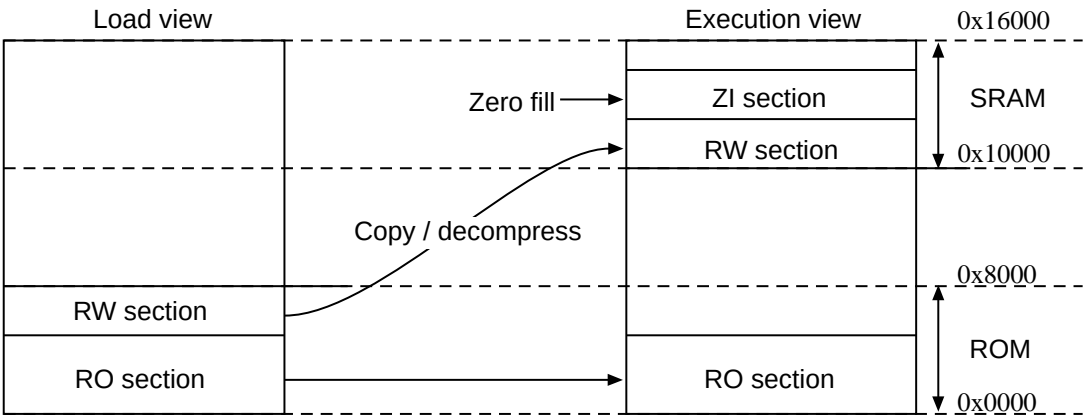 Load view
Execution view
0x16000
Zero fill
ZI section
SRAM
RW section
0x10000
Copy / decompress
0x8000
RW section
ROM
RO section
RO section
0x0000